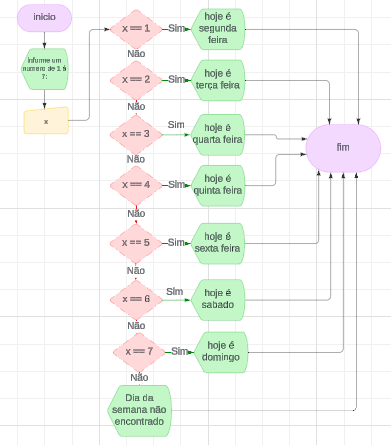 inicio
informe um
numero de 1 à
7:
x
x == 1
Sim
hoje é
segunda
feira
Não
x == 2
Sim
hoje é
terça feira
Não
x == 3
Sim
hoje é
quarta feira
fim
Não
x == 4
Sim
hoje é
quinta feira
Não
x == 5
Sim
hoje é
sexta feira
Não
x == 6
Sim
hoje é
sabado
Não
x == 7
Sim
hoje é
domingo
Não
Dia da
semana não
encontrado